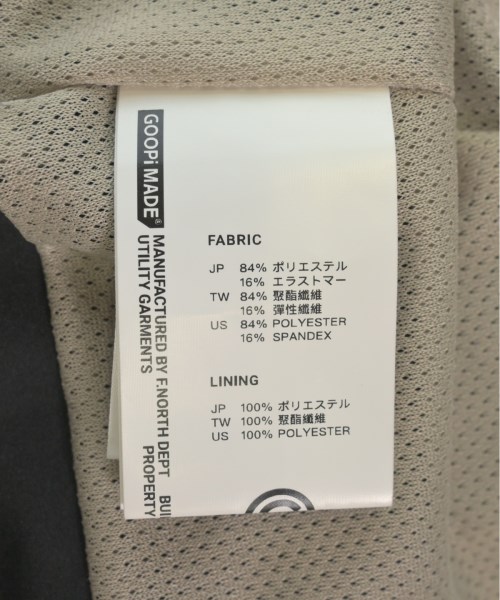 GOOPi MADE®
MANUFACTURED BY F.NORTH DEPT
UTILITY GARMENTS
PROPERTY
FABRIC
JP 84% ポリエステル
16% エラストマー
TW 84% 聚酯纖維
16% 彈性纖維
US 84% POLYESTER
16% SPANDEX
LINING
JP 100% ポリエステル
TW 100% 聚酯纖維
US 100% POLYESTER